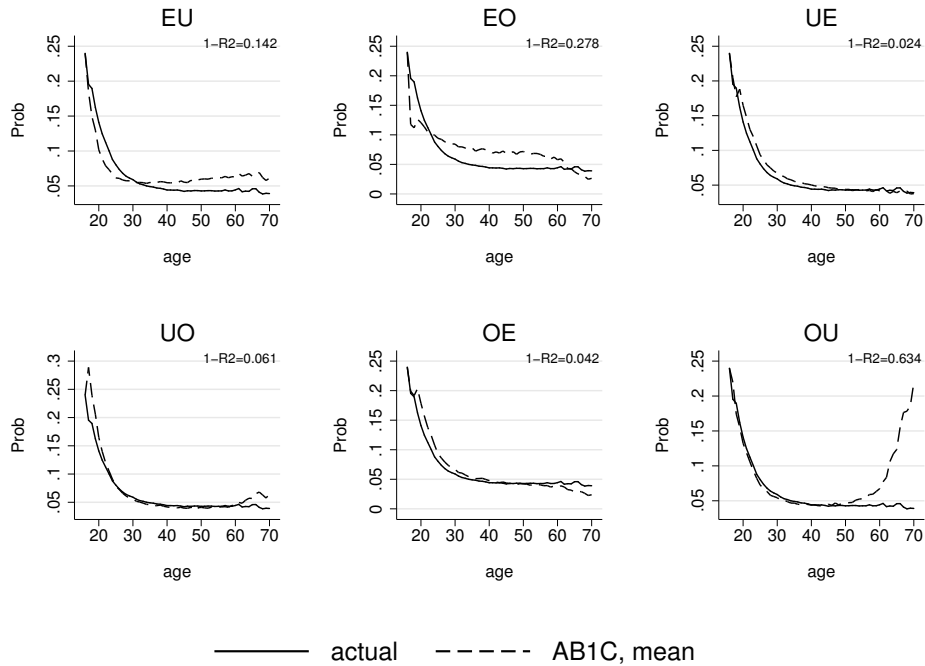 EU
1−R2=0.142
Prob
.05 .1 .15 .2 .25
20 30 40 50 60 70
age
EO
1−R2=0.278
Prob
0 .05 .1 .15 .2 .25
20 30 40 50 60 70
age
UE
1−R2=0.024
Prob
.05 .1 .15 .2 .25
20 30 40 50 60 70
age
UO
1−R2=0.061
Prob
.05 .1 .15 .2 .25 .3
20 30 40 50 60 70
age
OE
1−R2=0.042
Prob
0 .05 .1 .15 .2 .25
20 30 40 50 60 70
age
OU
1−R2=0.634
Prob
.05 .1 .15 .2 .25
20 30 40 50 60 70
age
actual AB1C, mean